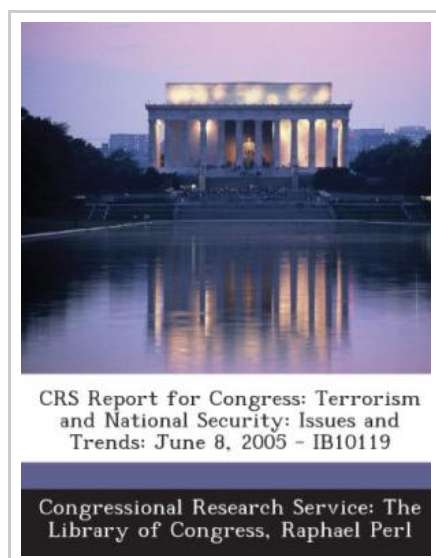 CRS Report for Congress: Terrorism
and National Security: Issues and
Trends: June 8, 2005 - IB10119
Congressional Research Service: The
Library of Congress, Raphael Perl